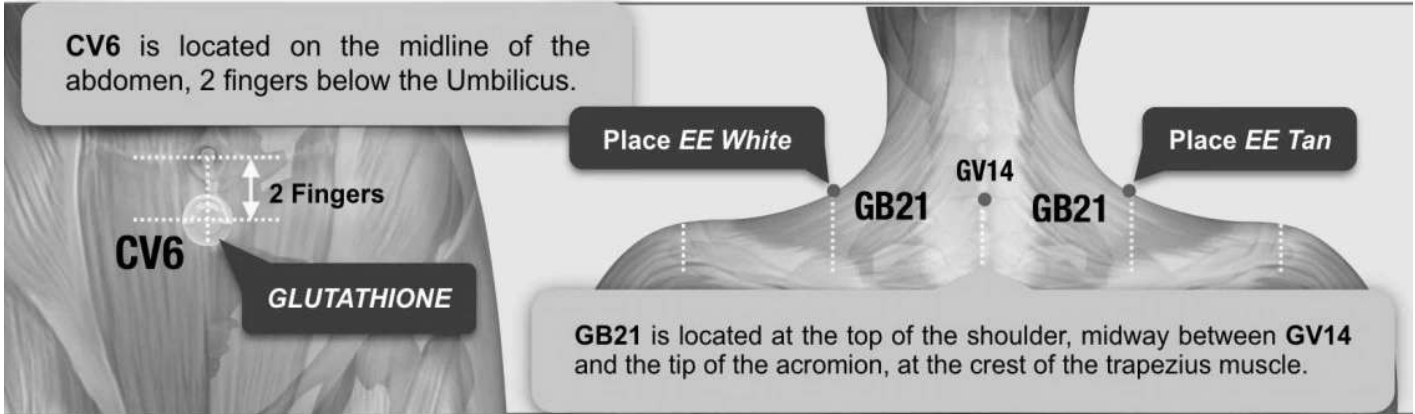 CV6 is located on the midline of the
abdomen, 2 fingers below the Umbilicus.
2 Fingers
CV6
GLUTATHIONE
Place EE White
Place EE Tan
GV14
GB21
GB21
GB21 is located at the top of the shoulder, midway between GV14
and the tip of the acromion, at the crest of the trapezius muscle.